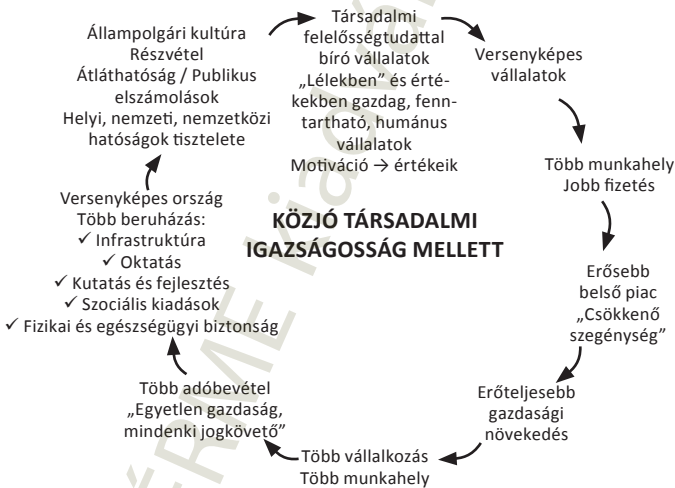 Társadalmi
felelősségtudattal
bíró vállalatok
„Lélekben” és érté-
kekben gazdag, fenn-
tartható, humánus
vállalatok
Motiváció → értékeik
Versenyképes
vállalatok
Több munkahely
Jobb fizetés
Erősebb
belső piac
„Csökkenő
szegénység”
Erőteljesebb
gazdasági
növekedés
Több vállalkozás
Több munkahely
Több adóbevétel
„Egyetlen gazdaság,
mindenki jogkövető”
Versenyképes ország
Több beruházás:
✓ Infrastruktúra
✓ Oktatás
✓ Kutatás és fejlesztés
✓ Szociális kiadások
✓ Fizikai és egészségügyi biztonság
Állampolgári kultúra
Részvétel
Átláthatóság / Publikus
elszámolások
Helyi, nemzeti, nemzetközi
hatóságok tisztelete
KÖZJÓ TÁRSADALMI
IGAZSÁGOSSÁG MELLETT